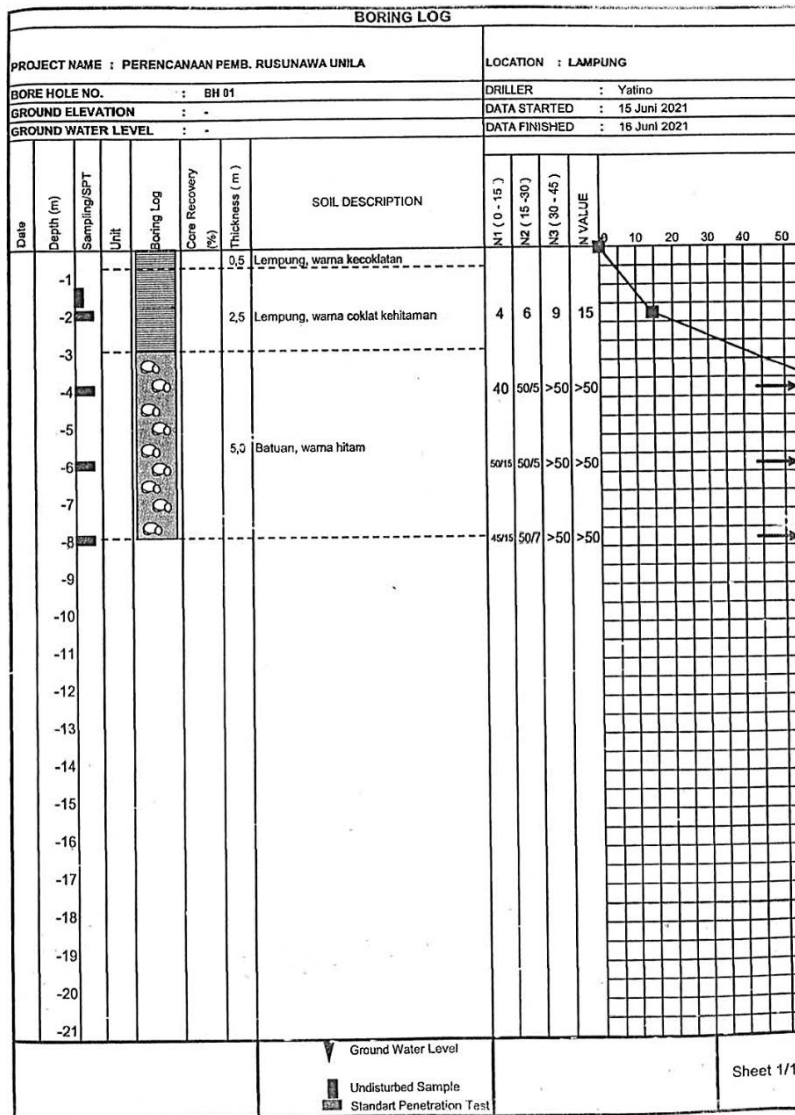 BORING LOG
PROJECT NAME : PERENCANAAN PEMB. RUSUNAWA UNILA
LOCATION : LAMPUNG
BORE HOLE NO. : BH 01
DRILLER : Yatino
GROUND ELEVATION : -
DATA STARTED : 15 Juni 2021
GROUND WATER LEVEL : -
DATA FINISHED : 16 Juni 2021
Date
Depth (m)
Sampling/SPT
Unit
Boring Log
Core Recovery (%)
Thickness ( m )
SOIL DESCRIPTION
N1 ( 0 - 15 )
N2 ( 15 -30)
N3 ( 30 - 45)
N VALUE
0 10 20 30 40 50
0,5 Lempung, warna kecoklatan
-1
-2 2,5 Lempung, warna coklat kehitaman 4 6 9 15
-3
-4 40 50/5 >50 >50
-5 5,0 Batuan, warna hitam
-6 50/15 50/5 >50 >50
-7
-8 45/15 50/7 >50 >50
-9
-10
-11
-12
-13
-14
-15
-16
-17
-18
-19
-20
-21
Ground Water Level
Undisturbed Sample
Standart Penetration Test
Sheet 1/1